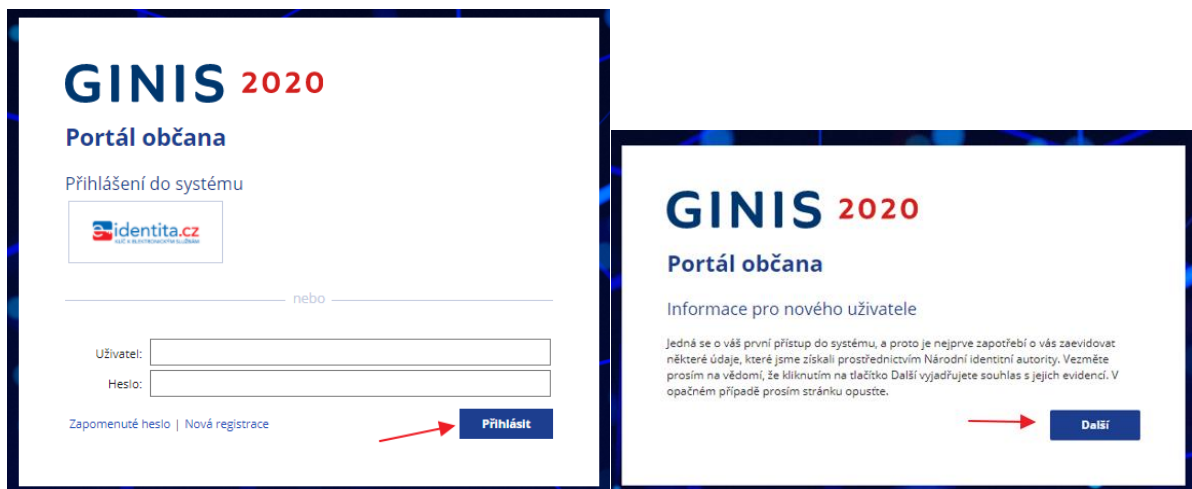 GINIS 2020
Portál občana
Přihlášení do systému
e-identita.cz
KLÍČ K ELEKTRONICKÝM SLUŽBÁM
nebo
Uživatel:
Heslo:
Zapomenuté heslo | Nová registrace
Přihlásit
GINIS 2020
Portál občana
Informace pro nového uživatele
Jedná se o váš první přístup do systému, a proto je nejprve zapotřebí o vás zaevidovat
některé údaje, které jsme získali prostřednictvím Národní identitní autority. Vezměte
prosím na vědomí, že kliknutím na tlačítko Další vyjadřujete souhlas s jejich evidencí. V
opačném případě prosím stránku opusťte.
Další